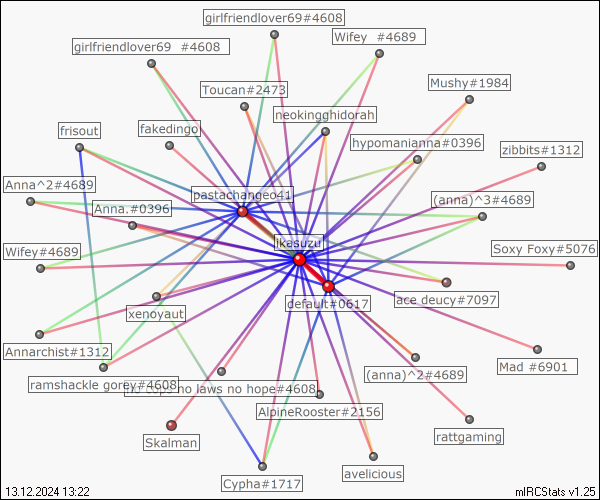 girlfriendlover69#4608
girlfriendlover69 #4608
Wifey #4689
Toucan#2473
Mushy#1984
neokingghidorah
frisout
fakedingo
hypomanianna#0396
zibbits#1312
Anna^2#4689
pastachangeo41
(anna)^3#4689
Anna.#0396
ikasuzu
Wifey#4689
Soxy Foxy#5076
default#0617
ace deucy#7097
xenoyaut
Annarchist#1312
Mad #6901
(anna)^2#4689
ramshackle gorey#4608
no cops no laws no hope#4608
AlpineRooster#2156
Skalman
rattgaming
avelicious
Cypha#1717
13.12.2024 13:22
mIRCStats v1.25